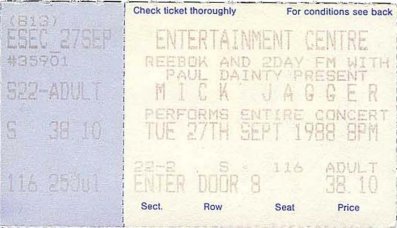 Check ticket thoroughly For conditions see back
(813)
ESEC 27SEP
#35901
S22-ADULT
S 38.10
116 25JUL
ENTERTAINMENT CENTRE
REEBOK AND 2DAY FM WITH
PAUL DAINTY PRESENT
MICK JAGGER
PERFORMS ENTIRE CONCERT
TUE 27TH SEPT 1988 8PM
22-2 S 116 ADULT
ENTER DOOR 8 38.10
Sect. Row Seat Price